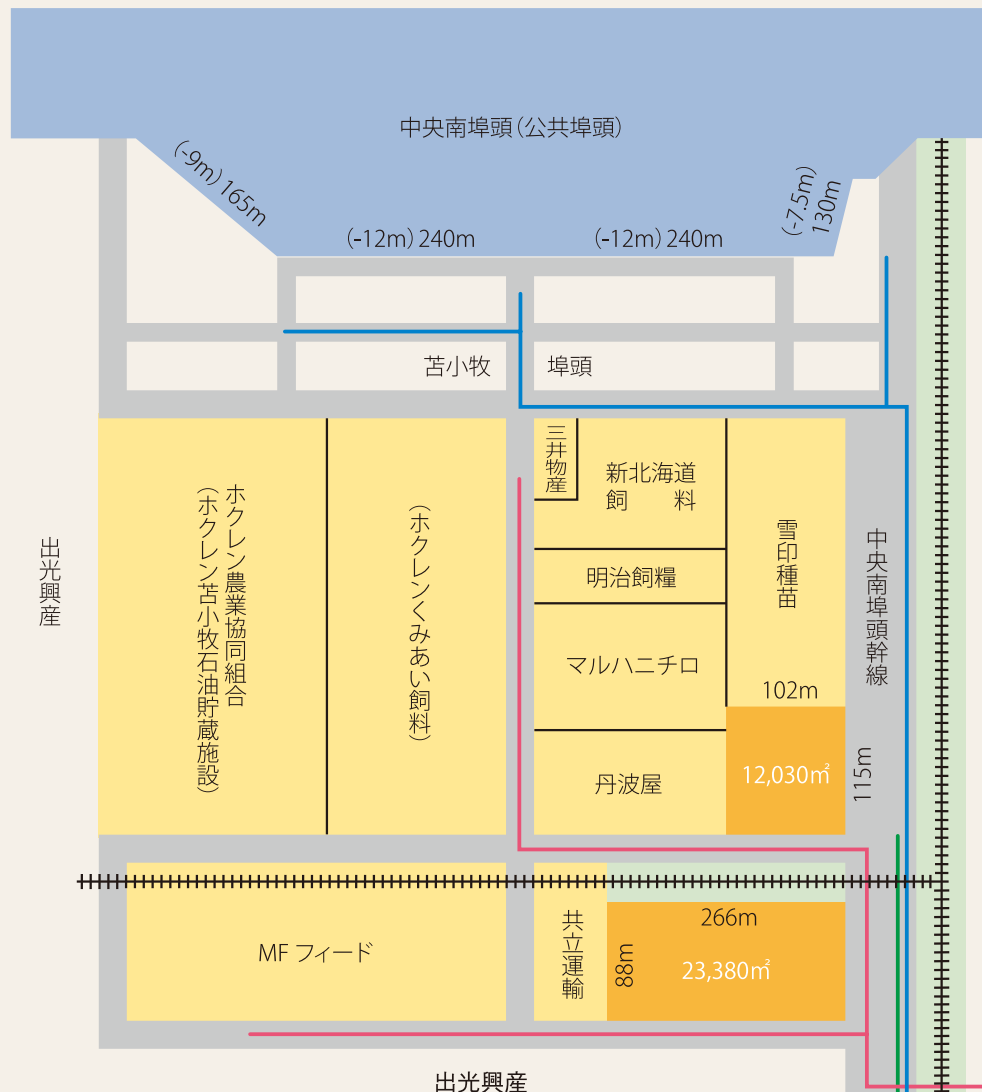 中央南埠頭(公共埠頭)
(-9m) 165m
(-12m) 240m
(-12m) 240m
(-7.5m)
130m
苫小牧
埠頭
出光興産
ホクレン農業協同組合
(ホクレン苫小牧石油貯蔵施設)
(ホクレンくみあい飼料)
三井物産
新北海道
飼料
明治飼糧
マルハニチロ
丹波屋
雪印種苗
102m
12,030㎡
115m
中央南埠頭幹線
MFフィード
共立運輸
266m
88m
23,380㎡
出光興産